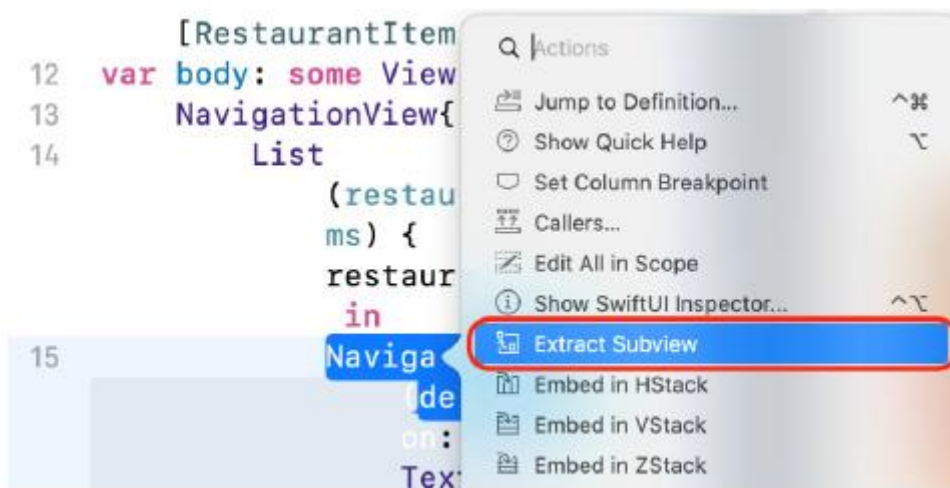 [RestaurantItem
Actions
12 var body: some View
13 NavigationView{
14 List
(restau
ms) {
restaur
in
15 Naviga
(de
on:
Tex
Jump to Definition... ^⌘
Show Quick Help ⌥
Set Column Breakpoint
Callers...
Edit All in Scope
Show SwiftUI Inspector... ^⌥
Extract Subview
Embed in HStack
Embed in VStack
Embed in ZStack